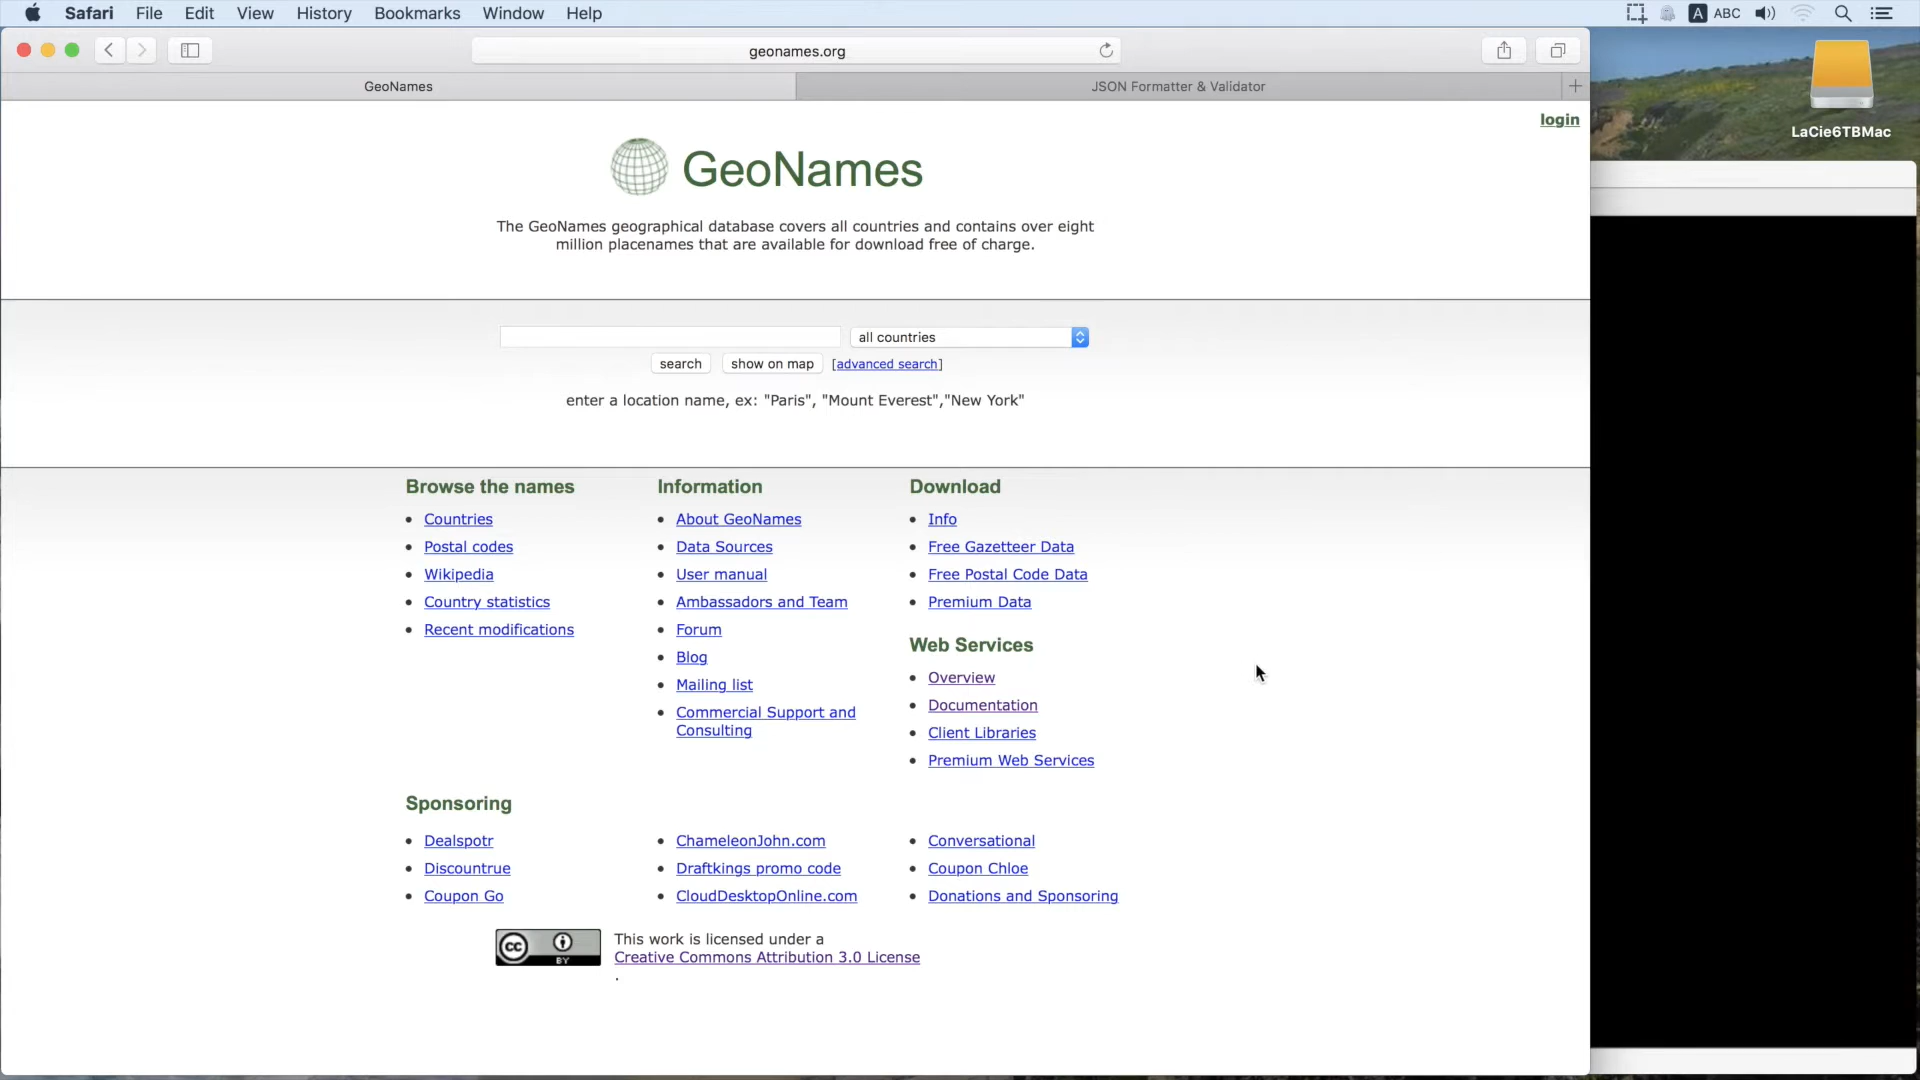 Safari File Edit View History Bookmarks Window Help
A ABC
geonames.org
GeoNames
JSON Formatter & Validator
LaCie6TBMac
login
GeoNames
The GeoNames geographical database covers all countries and contains over eight
million placenames that are available for download free of charge.
all countries
search show on map [advanced search]
enter a location name, ex: "Paris", "Mount Everest","New York"
Browse the names
Countries
Postal codes
Wikipedia
Country statistics
Recent modifications
Information
About GeoNames
Data Sources
User manual
Ambassadors and Team
Forum
Blog
Mailing list
Commercial Support and
Consulting
Download
Info
Free Gazetteer Data
Free Postal Code Data
Premium Data
Web Services
Overview
Documentation
Client Libraries
Premium Web Services
Sponsoring
Dealspotr
Discountrue
Coupon Go
ChameleonJohn.com
Draftkings promo code
CloudDesktopOnline.com
Conversational
Coupon Chloe
Donations and Sponsoring
cc BY
This work is licensed under a
Creative Commons Attribution 3.0 License
.